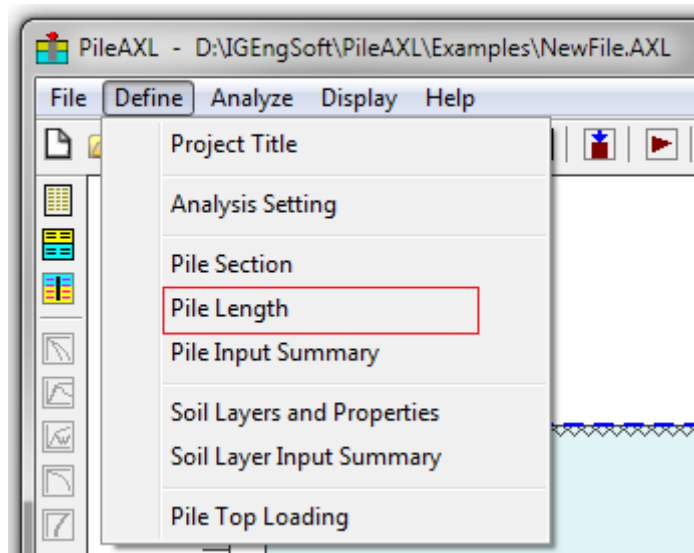 PileAXL - D:\IGEngSoft\PileAXL\Examples\NewFile.AXL
File Define Analyze Display Help
Project Title
Analysis Setting
Pile Section
Pile Length
Pile Input Summary
Soil Layers and Properties
Soil Layer Input Summary
Pile Top Loading